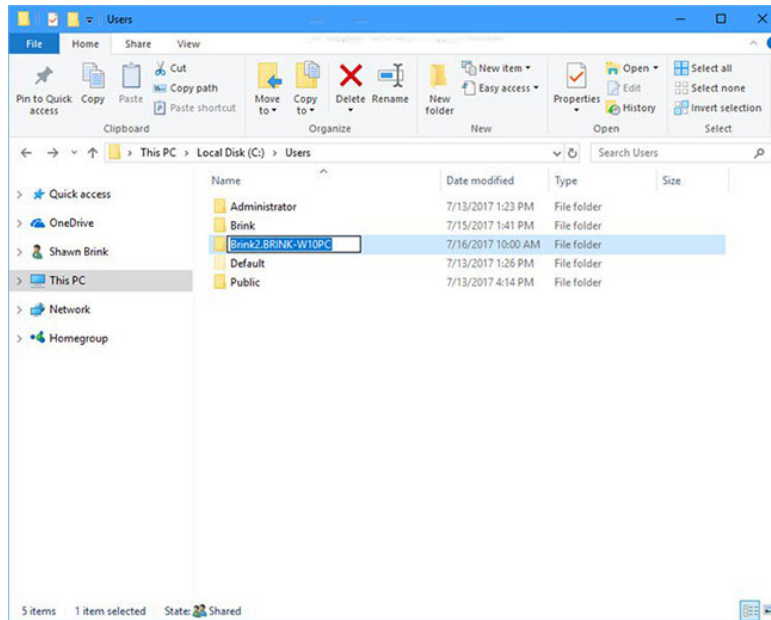 Users
File Home Share View
Pin to Quick access Copy Paste Cut Copy path Paste shortcut Move to Copy to Delete Rename New folder New item Easy access Properties Open Edit History Select all Select none Invert selection
Clipboard Organize New Open Select
This PC Local Disk (C:) Users Search Users
Name Date modified Type Size
Quick access
OneDrive
Shawn Brink
This PC
Network
Homegroup
Administrator 7/13/2017 1:23 PM File folder
Brink 7/15/2017 1:41 PM File folder
Brink2.BRINK-W10PC 7/16/2017 10:00 AM File folder
Default 7/13/2017 1:26 PM File folder
Public 7/13/2017 4:14 PM File folder
5 items 1 item selected State: Shared